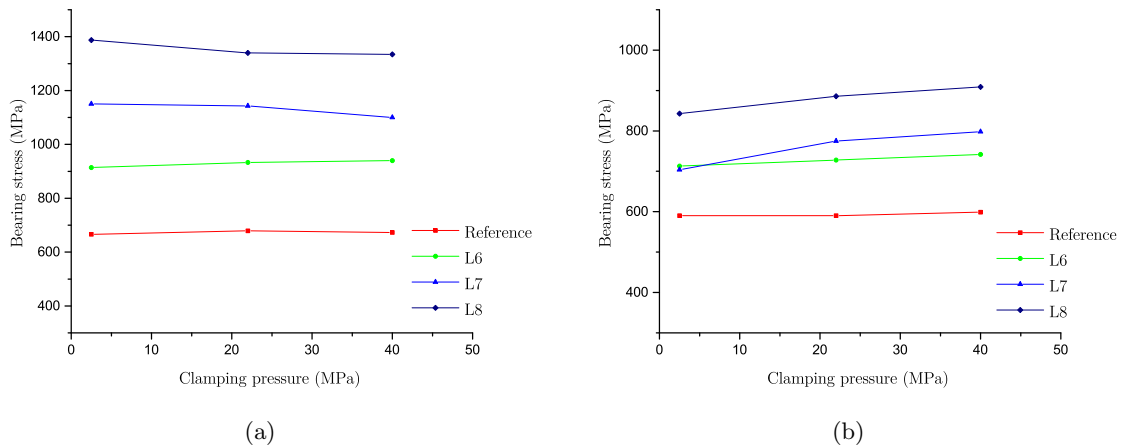 1400
1200
1000
800
600
400
Bearing stress (MPa)
0 10 20 30 40 50
Clamping pressure (MPa)
Reference
L6
L7
L8
(a)
1000
800
600
400
Bearing stress (MPa)
0 10 20 30 40 50
Clamping pressure (MPa)
Reference
L6
L7
L8
(b)